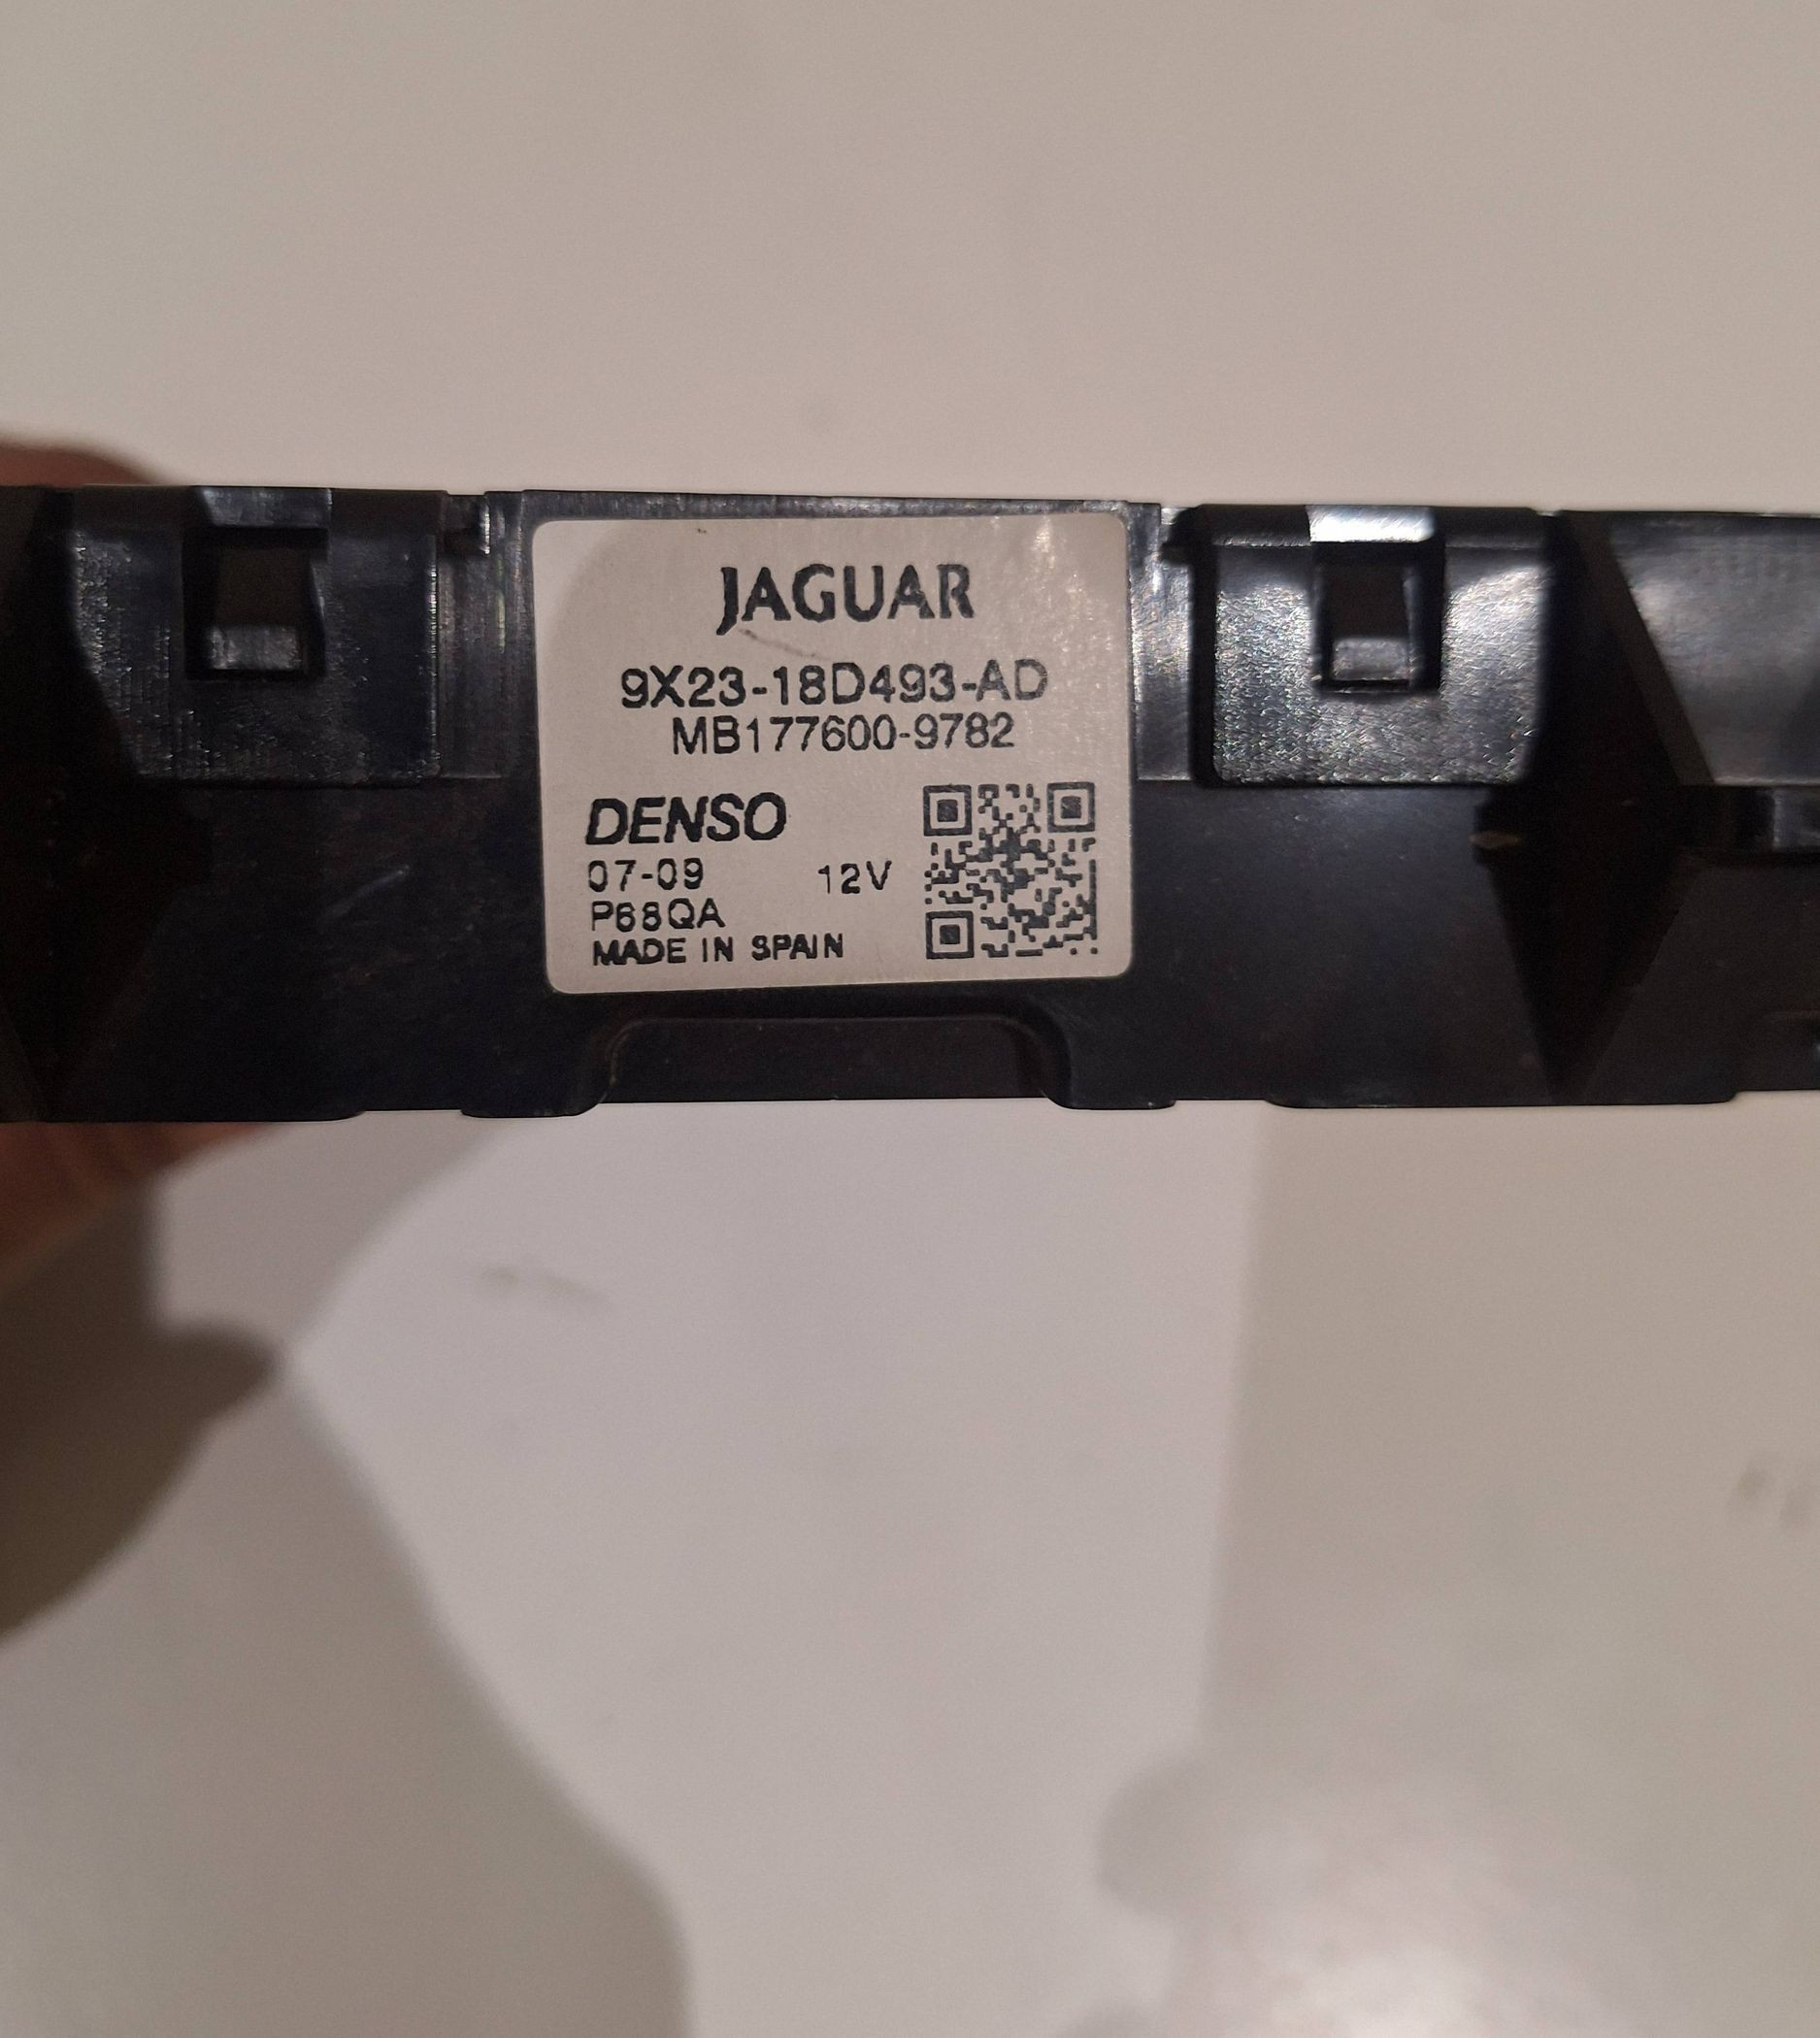 JAGUAR
9X23-18D493-AD
MB177600-9782
DENSO
07-09 12V
P68QA
MADE IN SPAIN